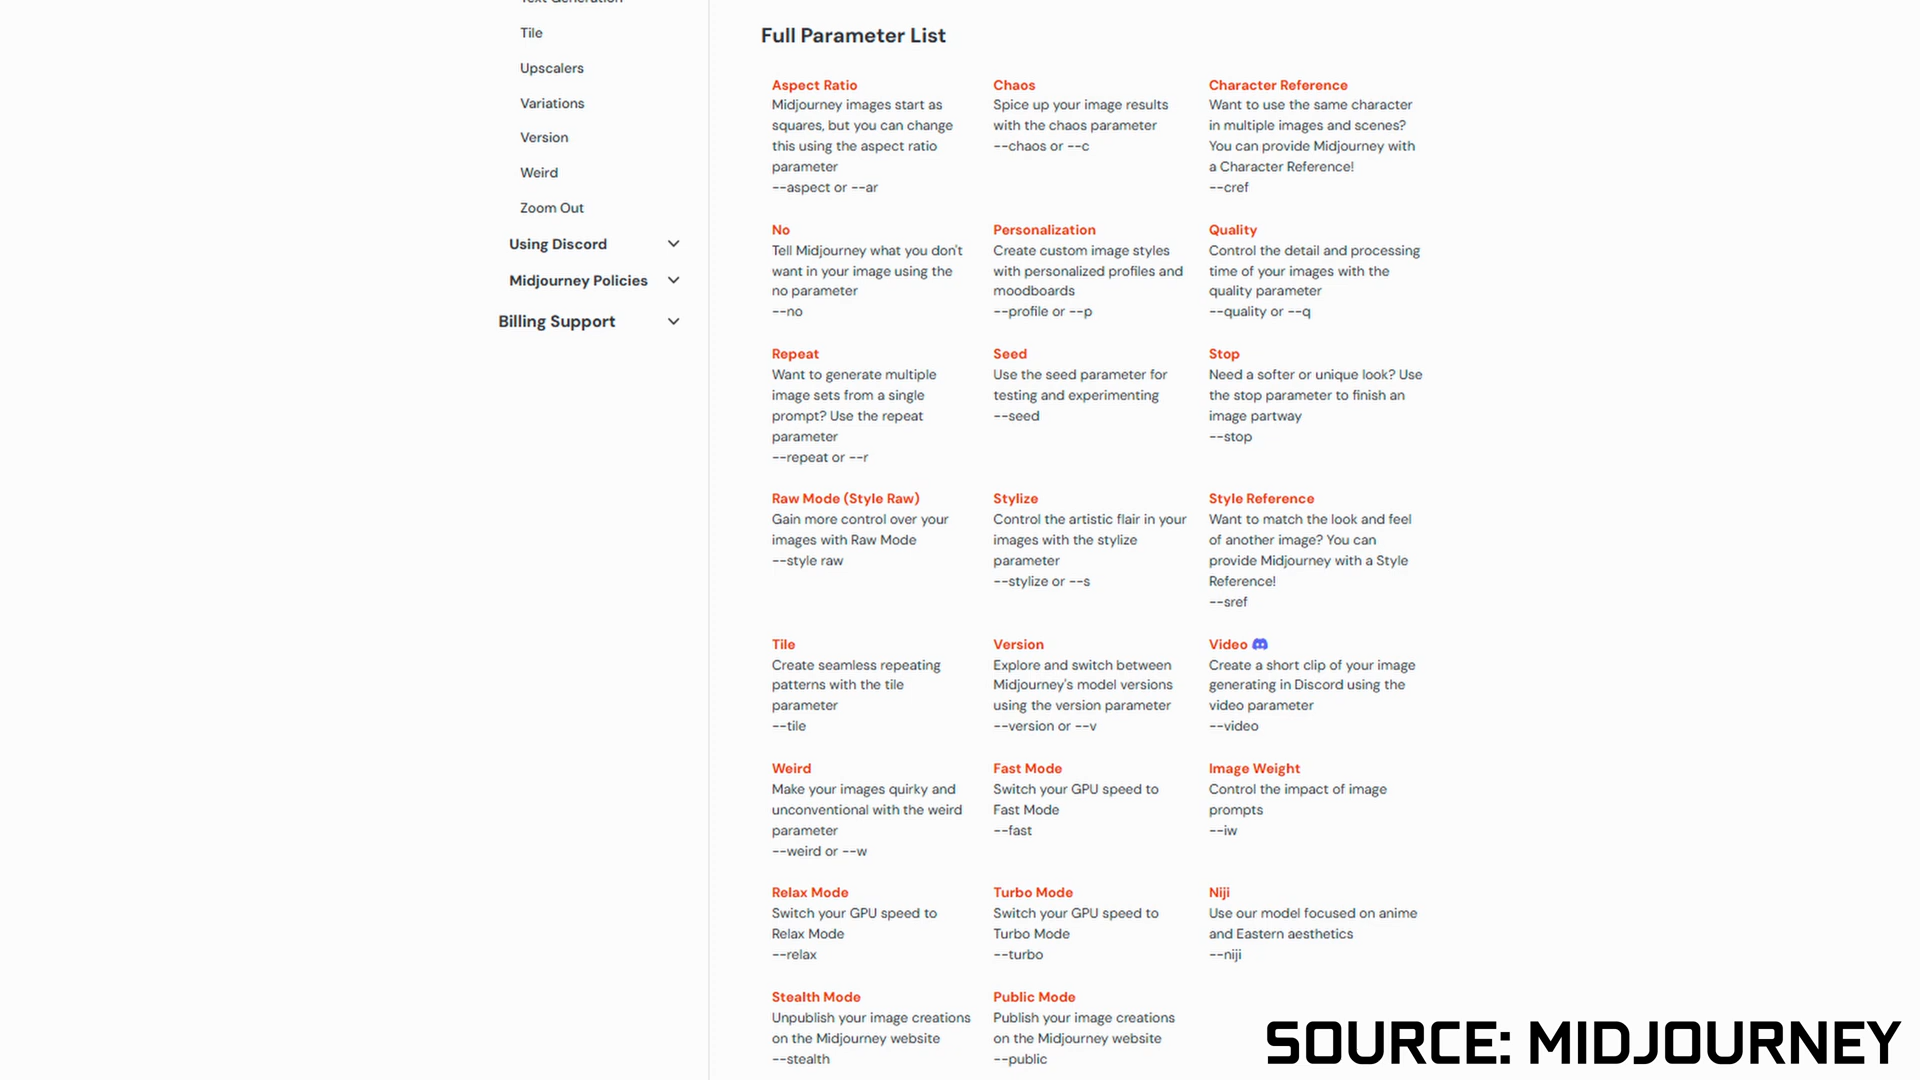 Text Generation
Tile
Upscalers
Variations
Version
Weird
Zoom Out
Using Discord
Midjourney Policies
Billing Support
Full Parameter List
Aspect Ratio
Midjourney images start as
squares, but you can change
this using the aspect ratio
parameter
--aspect or --ar
Chaos
Spice up your image results
with the chaos parameter
--chaos or --c
Character Reference
Want to use the same character
in multiple images and scenes?
You can provide Midjourney with
a Character Reference!
--cref
No
Tell Midjourney what you don't
want in your image using the
no parameter
--no
Personalization
Create custom image styles
with personalized profiles and
moodboards
--profile or --p
Quality
Control the detail and processing
time of your images with the
quality parameter
--quality or --q
Repeat
Want to generate multiple
image sets from a single
prompt? Use the repeat
parameter
--repeat or --r
Seed
Use the seed parameter for
testing and experimenting
--seed
Stop
Need a softer or unique look? Use
the stop parameter to finish an
image partway
--stop
Raw Mode (Style Raw)
Gain more control over your
images with Raw Mode
--style raw
Stylize
Control the artistic flair in your
images with the stylize
parameter
--stylize or --s
Style Reference
Want to match the look and feel
of another image? You can
provide Midjourney with a Style
Reference!
--sref
Tile
Create seamless repeating
patterns with the tile
parameter
--tile
Version
Explore and switch between
Midjourney's model versions
using the version parameter
--version or --v
Video
Create a short clip of your image
generating in Discord using the
video parameter
--video
Weird
Make your images quirky and
unconventional with the weird
parameter
--weird or --w
Fast Mode
Switch your GPU speed to
Fast Mode
--fast
Image Weight
Control the impact of image
prompts
--iw
Relax Mode
Switch your GPU speed to
Relax Mode
--relax
Turbo Mode
Switch your GPU speed to
Turbo Mode
--turbo
Niji
Use our model focused on anime
and Eastern aesthetics
--niji
Stealth Mode
Unpublish your image creations
on the Midjourney website
--stealth
Public Mode
Publish your image creations
on the Midjourney website
--public
SOURCE: MIDJOURNEY